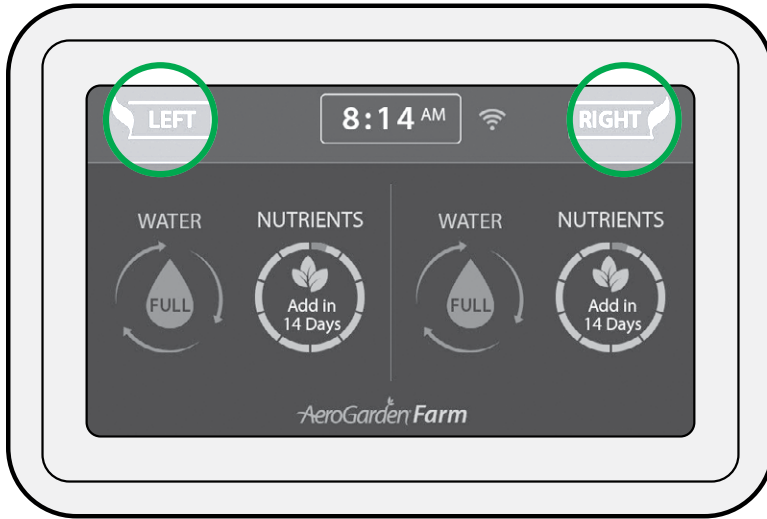 LEFT
8:14 AM
RIGHT
WATER
FULL
NUTRIENTS
Add in
14 Days
WATER
FULL
NUTRIENTS
Add in
14 Days
AeroGarden Farm